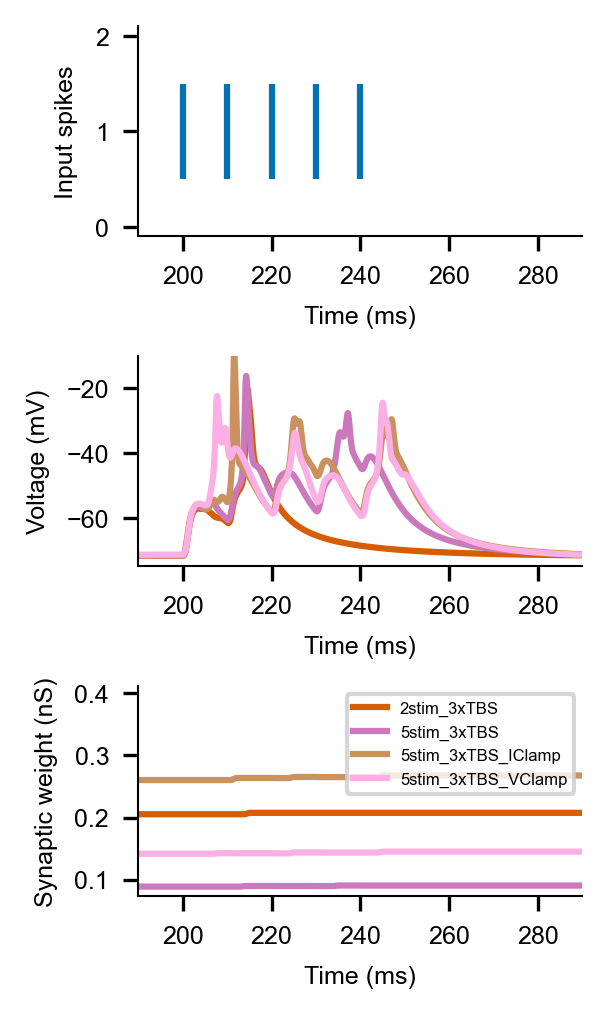 Input spikes
2
1
0
200 220 240 260 280
Time (ms)
Voltage (mV)
−20
−40
−60
200 220 240 260 280
Time (ms)
Synaptic weight (nS)
0.4
0.3
0.2
0.1
2stim_3xTBS
5stim_3xTBS
5stim_3xTBS_IClamp
5stim_3xTBS_VClamp
200 220 240 260 280
Time (ms)